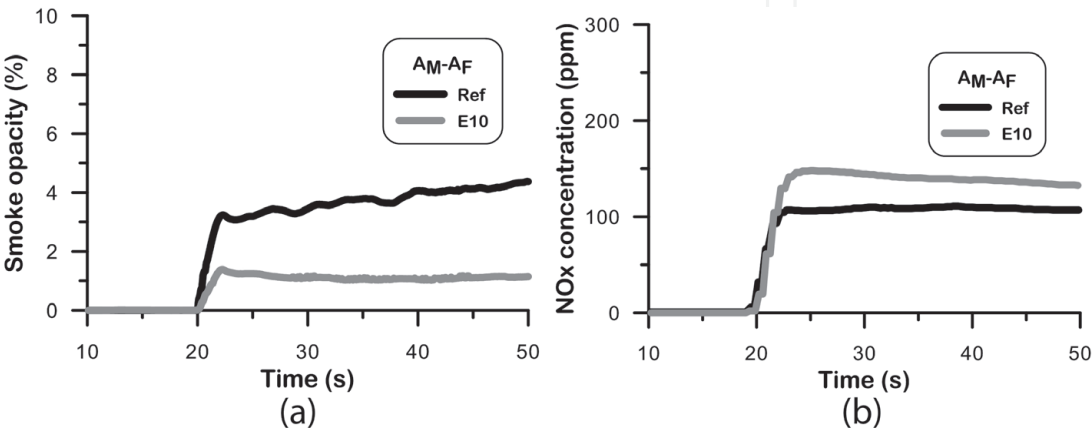 Smoke opacity (%)
10
8
6
4
2
0
AM-AF
Ref
E10
10 20 30 40 50
Time (s)
(a)
NOx concentration (ppm)
300
200
100
0
AM-AF
Ref
E10
10 20 30 40 50
Time (s)
(b)